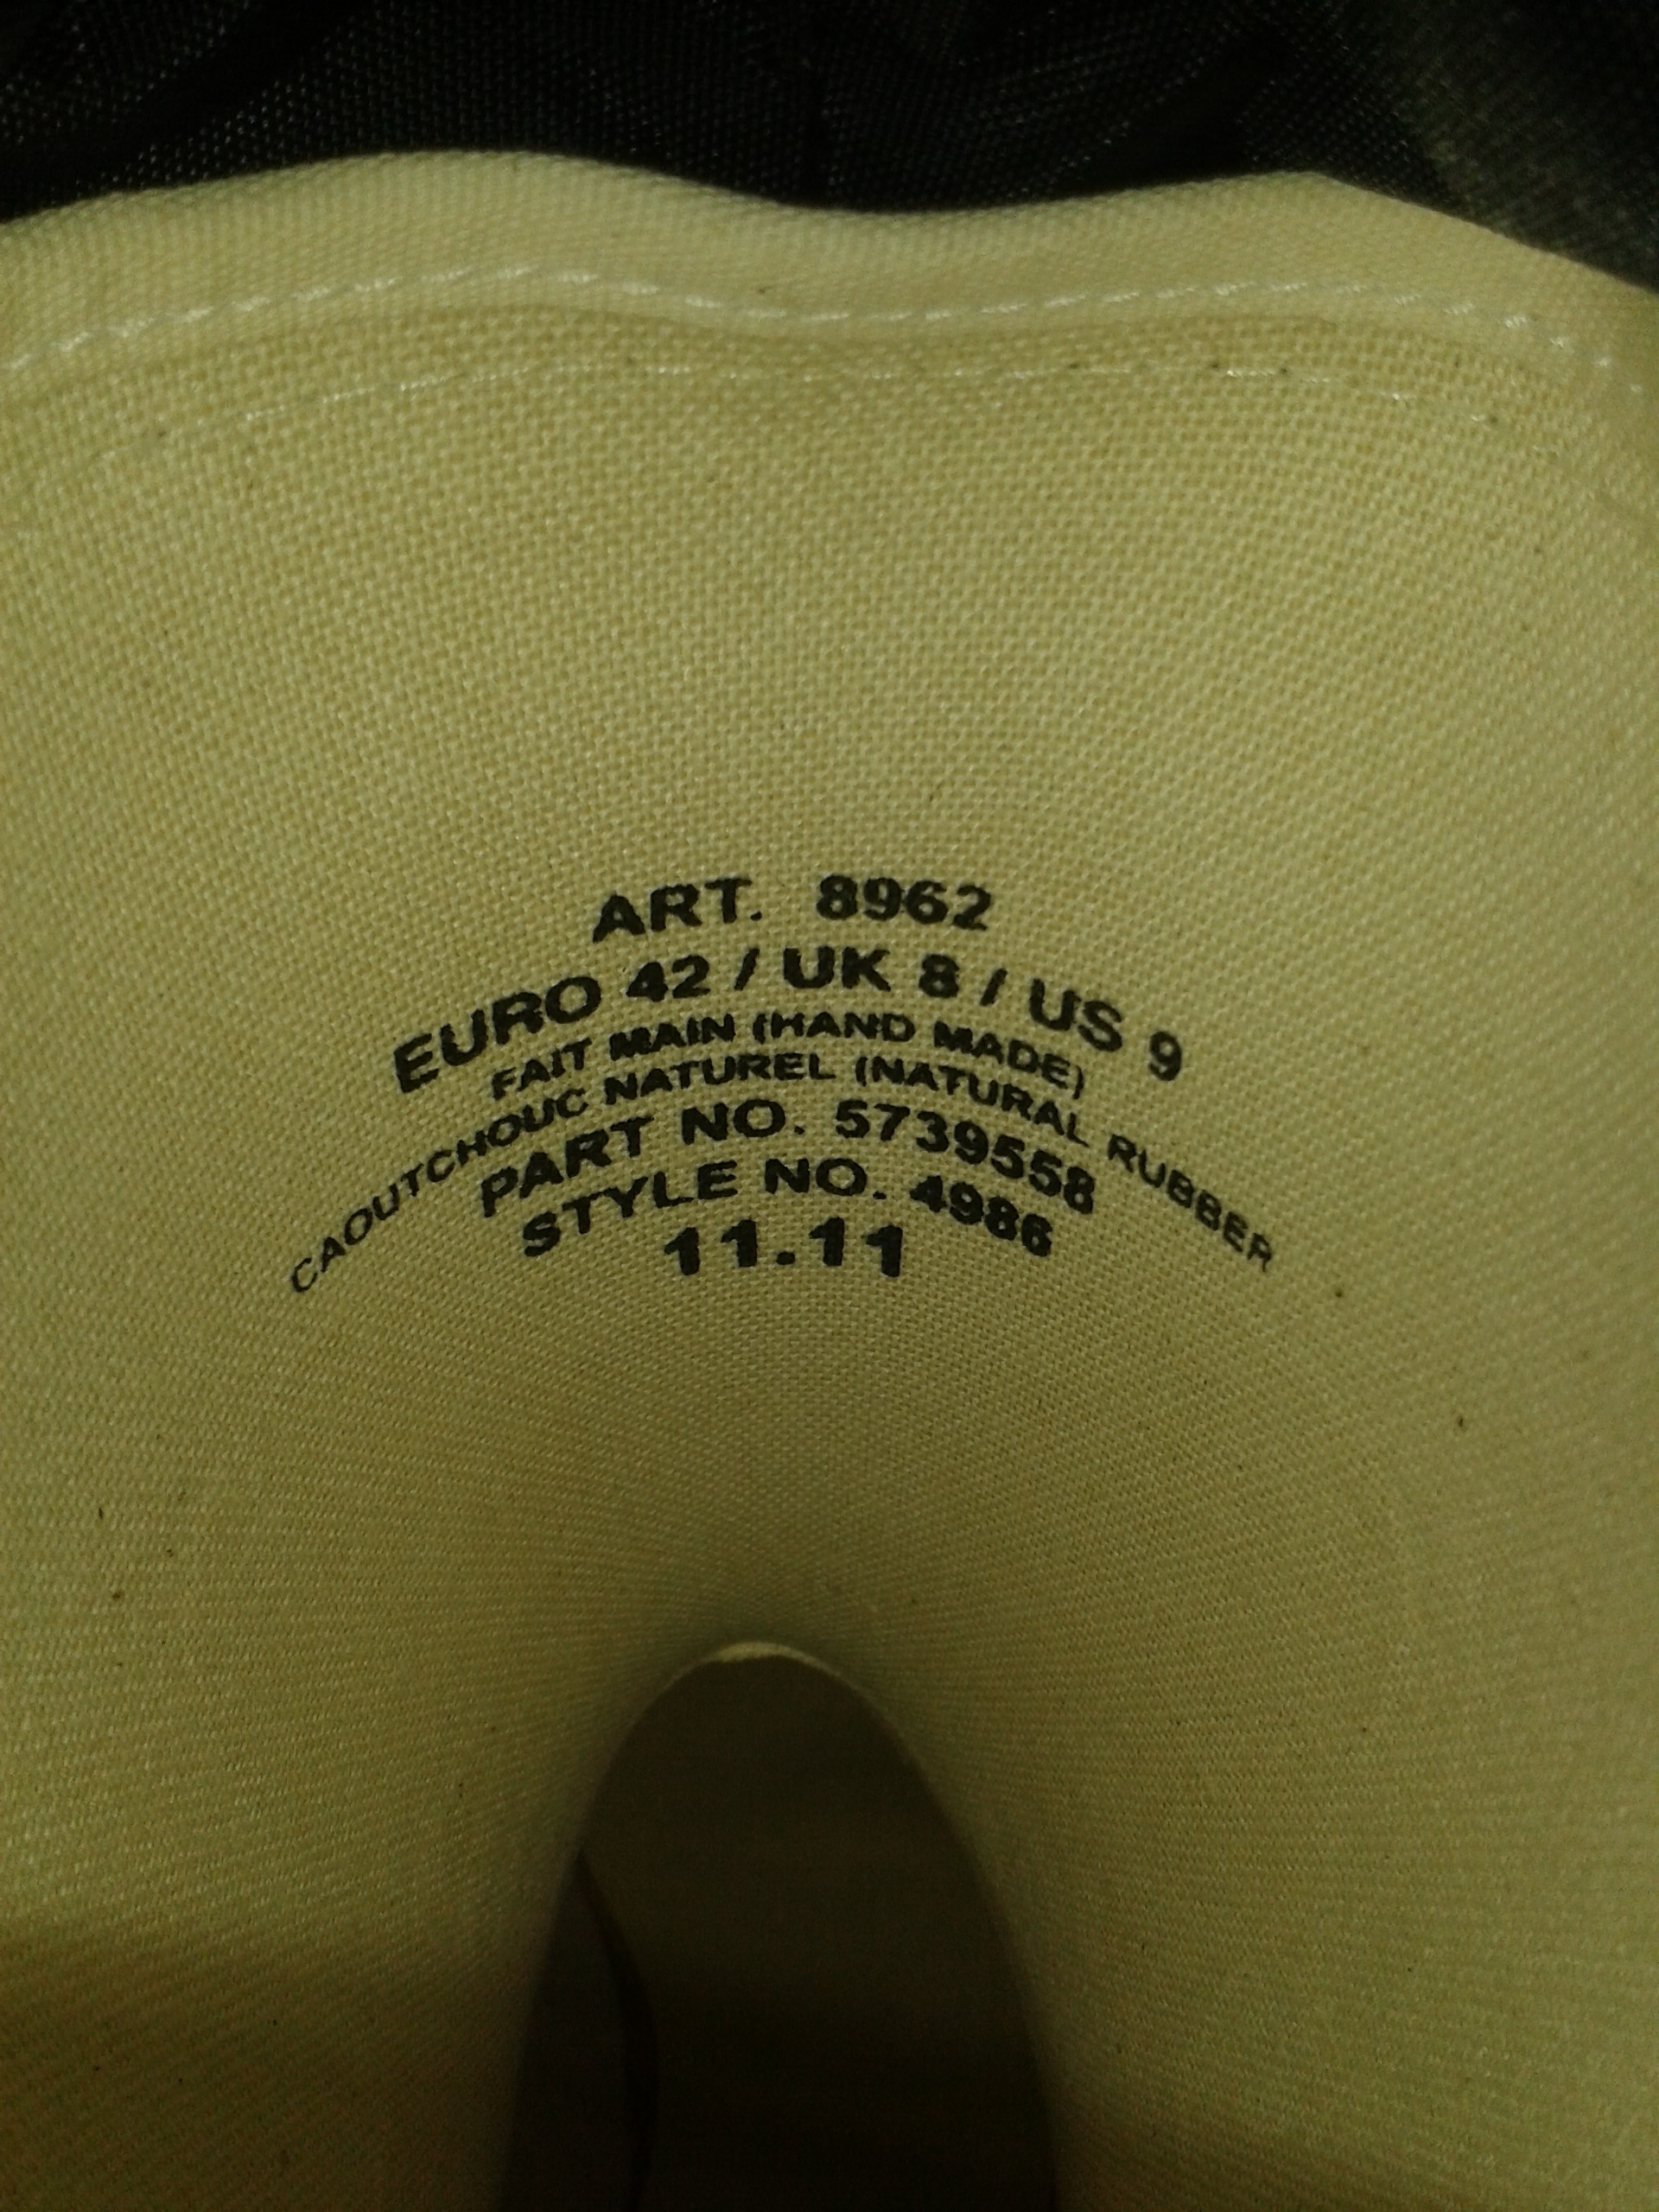 ART. 8962
EURO 42 / UK 8 / US 9
FAIT MAIN (HAND MADE)
CAOUTCHOUC NATUREL (NATURAL RUBBER
PART NO. 5739558
STYLE NO. 4986
11.11